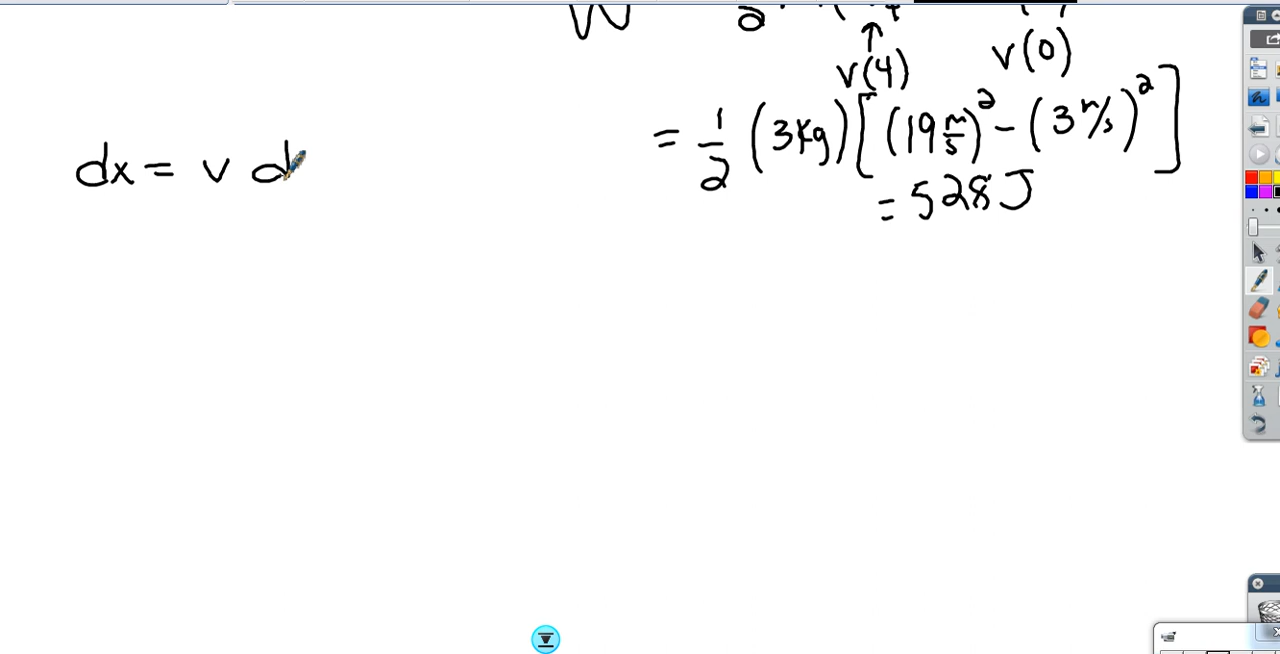 W
v(4) v(0)
= 1/2 (3Kg) [(19 m/s)² - (3 m/s)²]
dx = v d
= 528 J